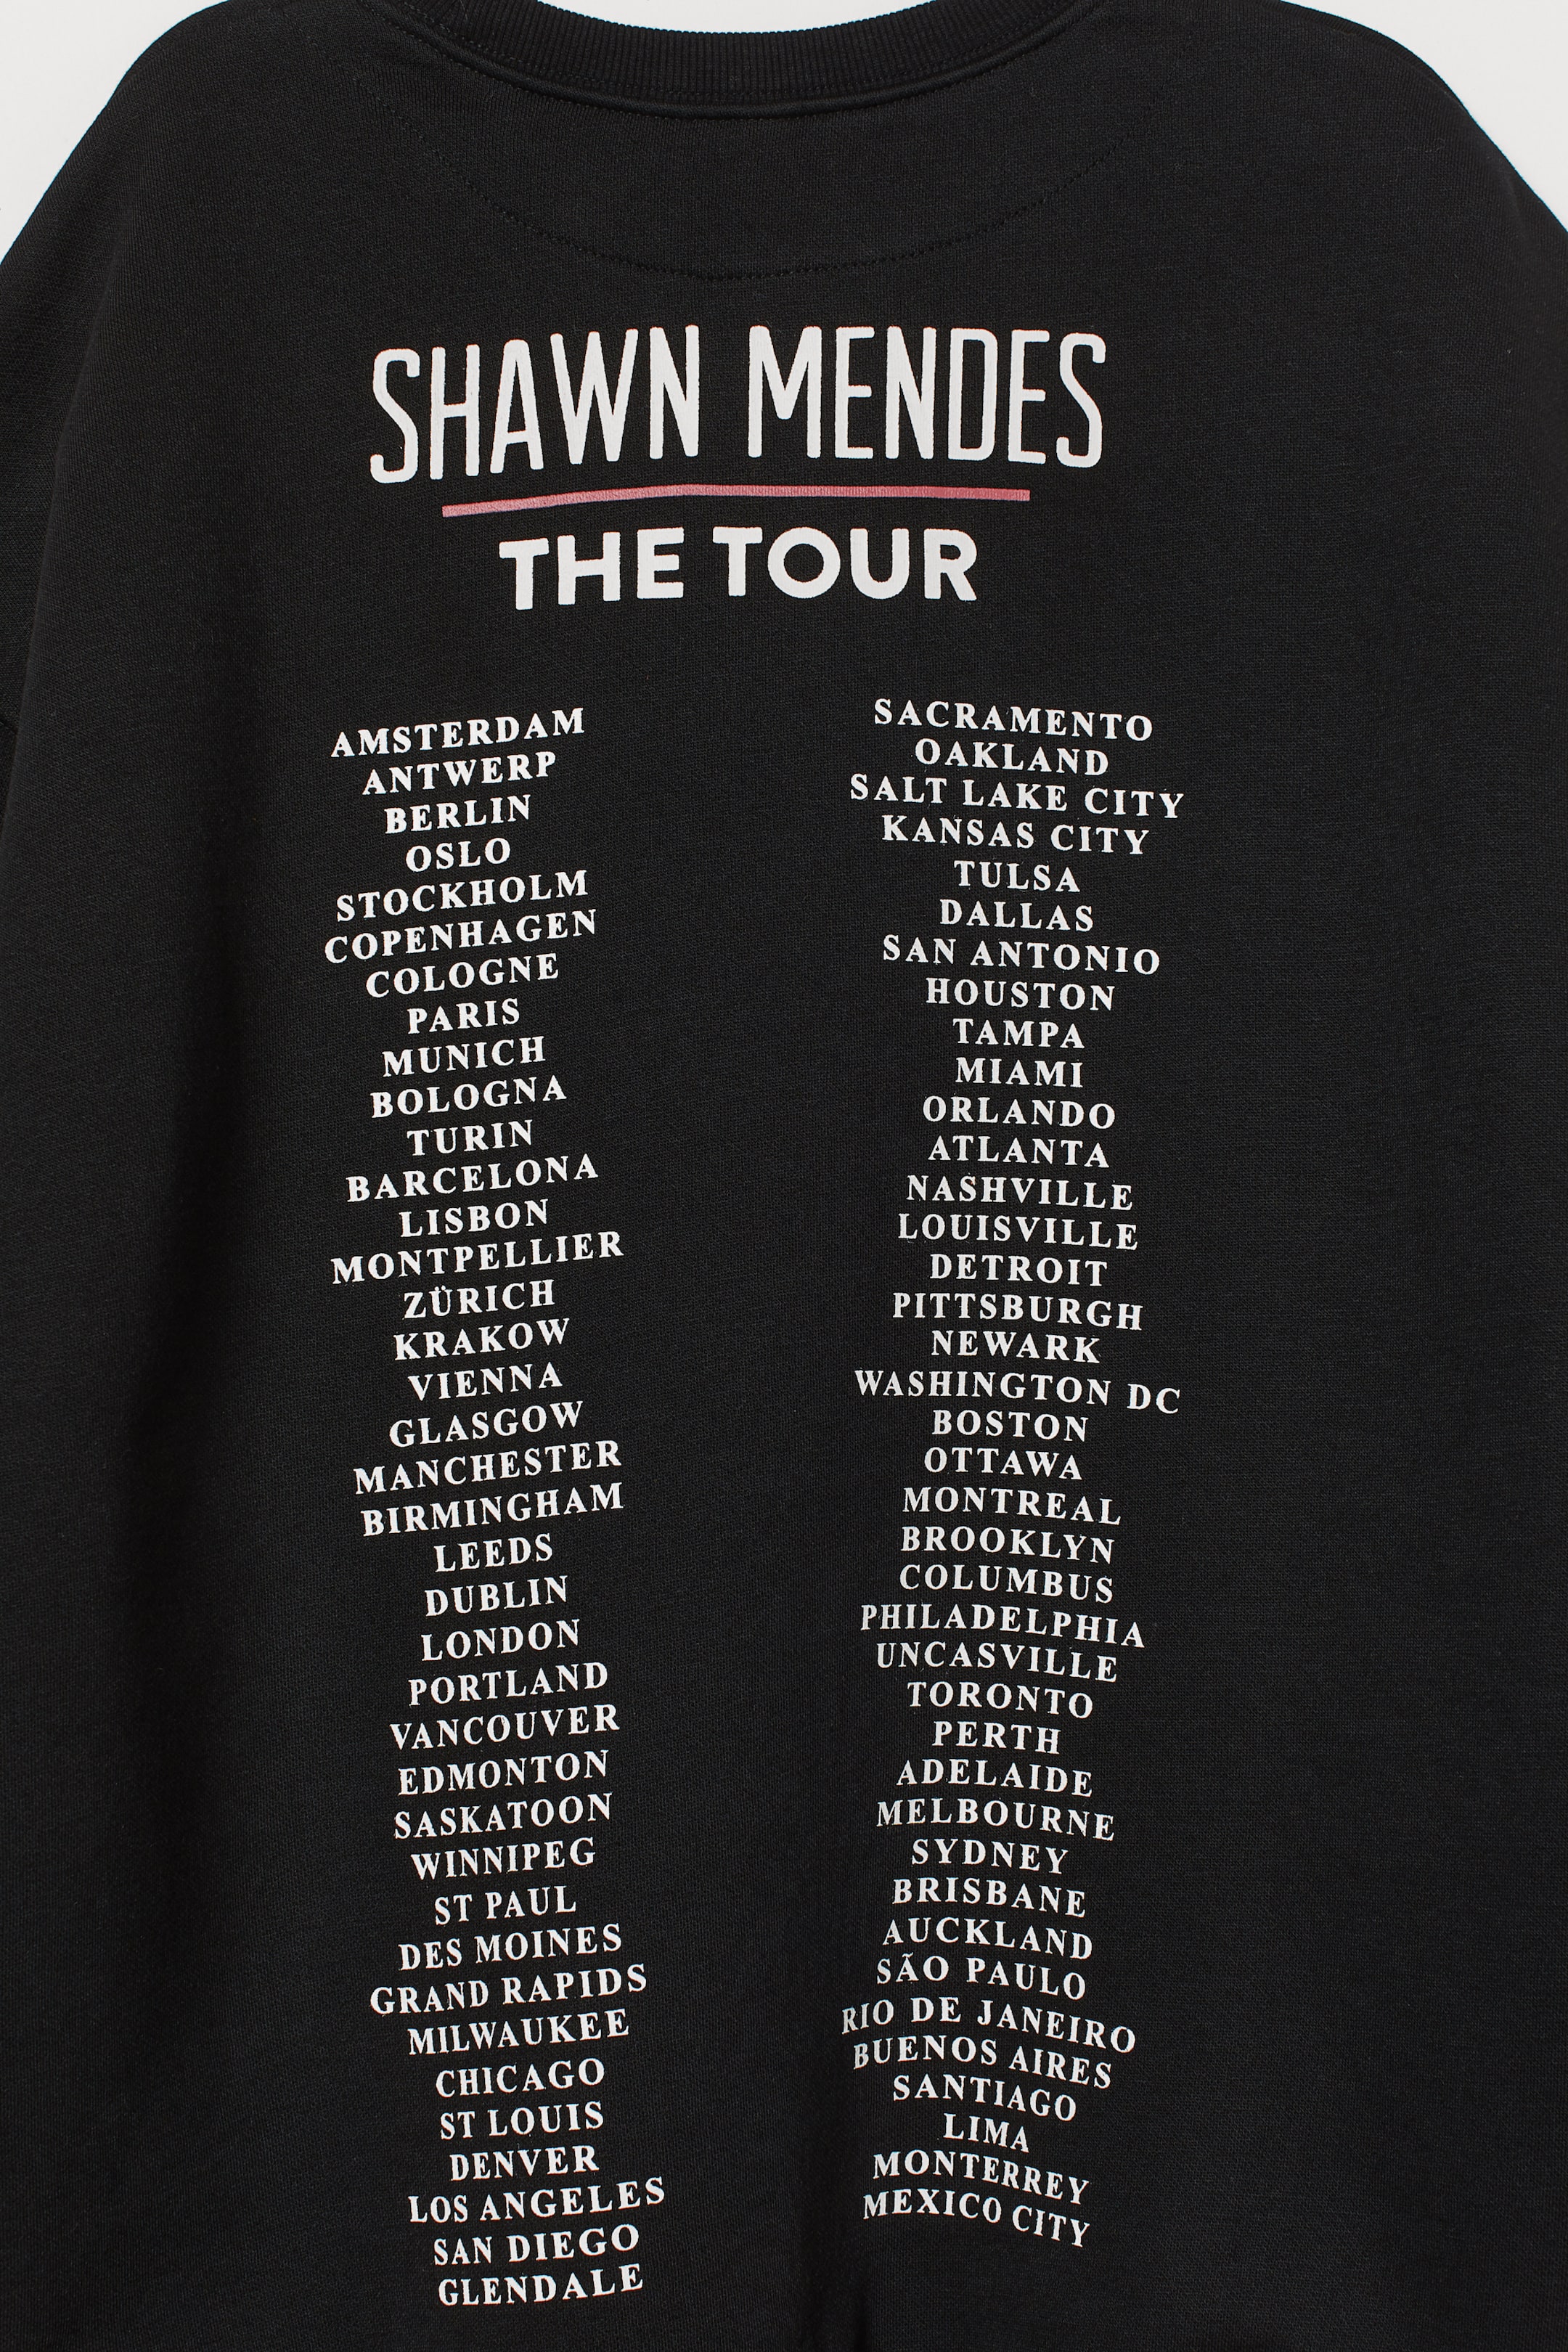 SHAWN MENDES
THE TOUR
AMSTERDAM
ANTWERP
BERLIN
OSLO
STOCKHOLM
COPENHAGEN
COLOGNE
PARIS
MUNICH
BOLOGNA
TURIN
BARCELONA
LISBON
MONTPELLIER
ZÜRICH
KRAKOW
VIENNA
GLASGOW
MANCHESTER
BIRMINGHAM
LEEDS
DUBLIN
LONDON
PORTLAND
VANCOUVER
EDMONTON
SASKATOON
WINNIPEG
ST PAUL
DES MOINES
GRAND RAPIDS
MILWAUKEE
CHICAGO
ST LOUIS
DENVER
LOS ANGELES
SAN DIEGO
GLENDALE
SACRAMENTO
OAKLAND
SALT LAKE CITY
KANSAS CITY
TULSA
DALLAS
SAN ANTONIO
HOUSTON
TAMPA
MIAMI
ORLANDO
ATLANTA
NASHVILLE
LOUISVILLE
DETROIT
PITTSBURGH
NEWARK
WASHINGTON DC
BOSTON
OTTAWA
MONTREAL
BROOKLYN
COLUMBUS
PHILADELPHIA
UNCASVILLE
TORONTO
PERTH
ADELAIDE
MELBOURNE
SYDNEY
BRISBANE
AUCKLAND
SÃO PAULO
RIO DE JANEIRO
BUENOS AIRES
SANTIAGO
LIMA
MONTERREY
MEXICO CITY